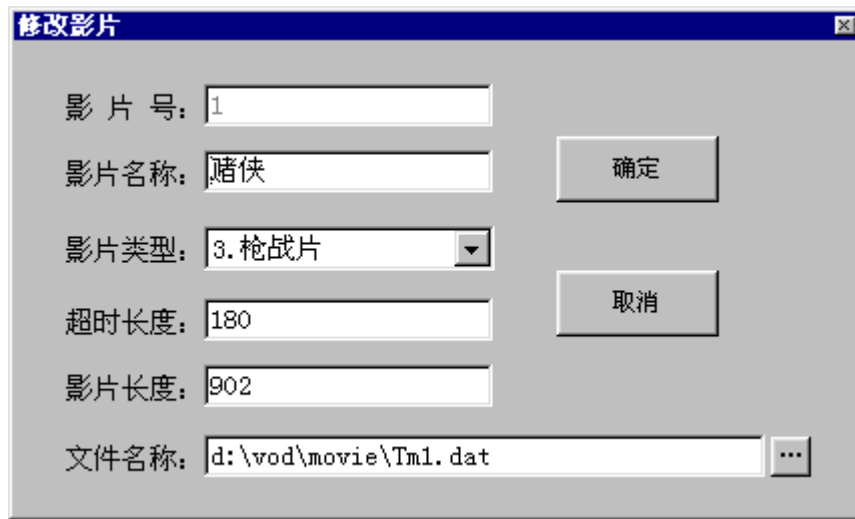 修改影片
影 片 号: 1
影片名称: 赌侠
确定
影片类型: 3.枪战片
取消
超时长度: 180
影片长度: 902
文件名称: d:\vod\movie\Tm1.dat ...